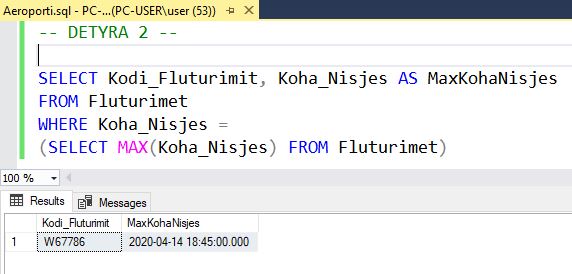 Aeroporti.sql - PC-...(PC-USER\user (53))
-- DETYRA 2 --
SELECT Kodi_Fluturimit, Koha_Nisjes AS MaxKohaNisjes
FROM Fluturimet
WHERE Koha_Nisjes =
(SELECT MAX(Koha_Nisjes) FROM Fluturimet)
100 %
Results Messages
Kodi_Fluturimit MaxKohaNisjes
1 W67786 2020-04-14 18:45:00.000